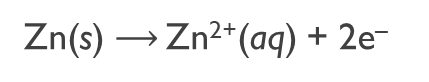 Zn(s) ⟶ Zn²⁺(aq) + 2e⁻